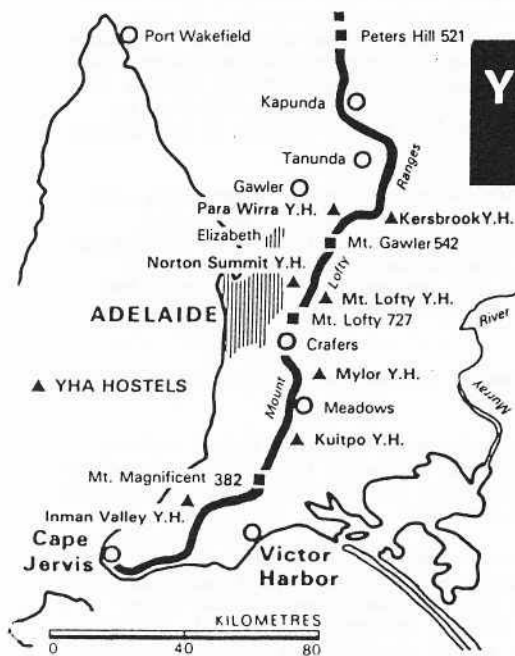 Port Wakefield
Peters Hill 521
Y
Kapunda
Tanunda
Ranges
Gawler
Para Wirra Y.H.
Kersbrook Y.H.
Elizabeth
Mt. Gawler 542
Norton Summit Y.H.
Lofty
Mt. Lofty Y.H.
River
ADELAIDE
Mt. Lofty 727
Crafers
▲ YHA HOSTELS
Mylor Y.H.
Murray
Mount
Meadows
Kuitpo Y.H.
Mt. Magnificent 382
Inman Valley Y.H.
Cape
Jervis
Victor
Harbor
KILOMETRES
0 40 80